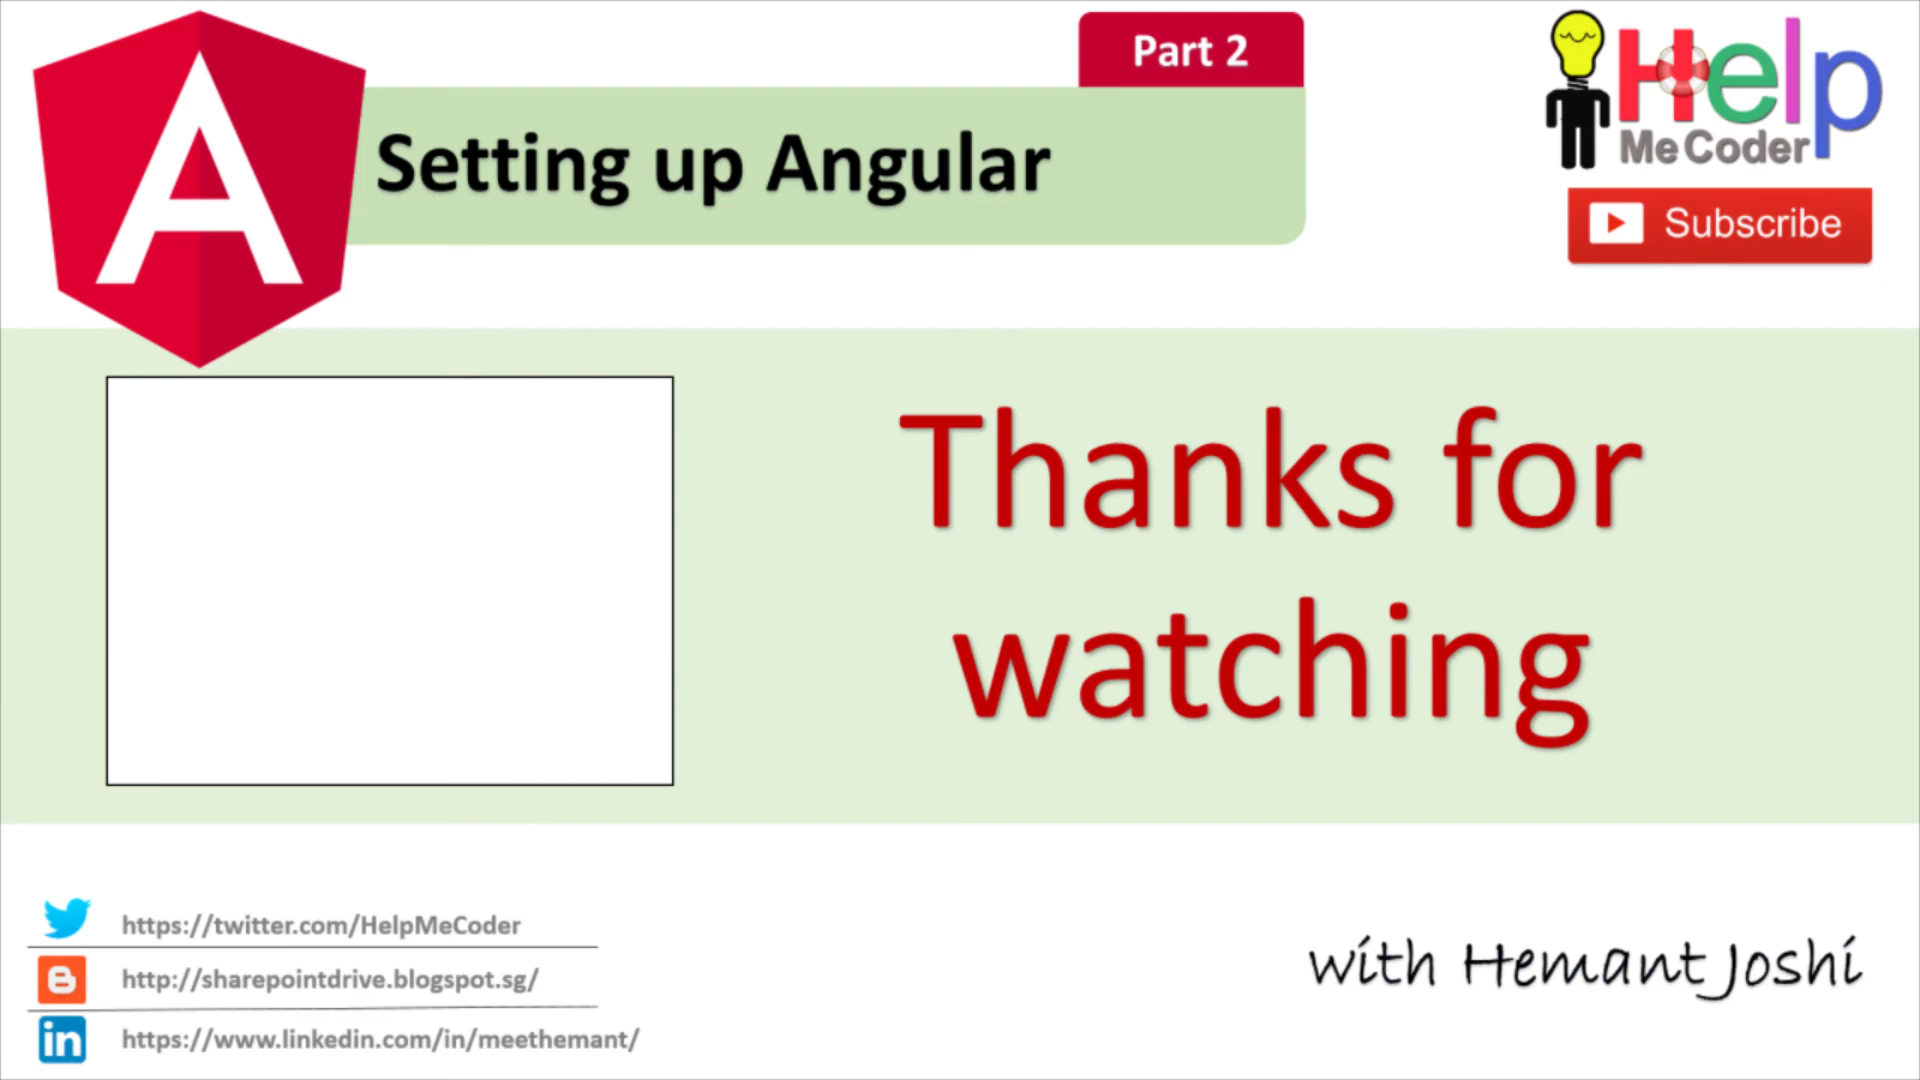 Part 2
Setting up Angular
Help
Me Coder
Subscribe
Thanks for
watching
https://twitter.com/HelpMeCoder
http://sharepointdrive.blogspot.sg/
https://www.linkedin.com/in/meethemant/
with Hemant Joshi